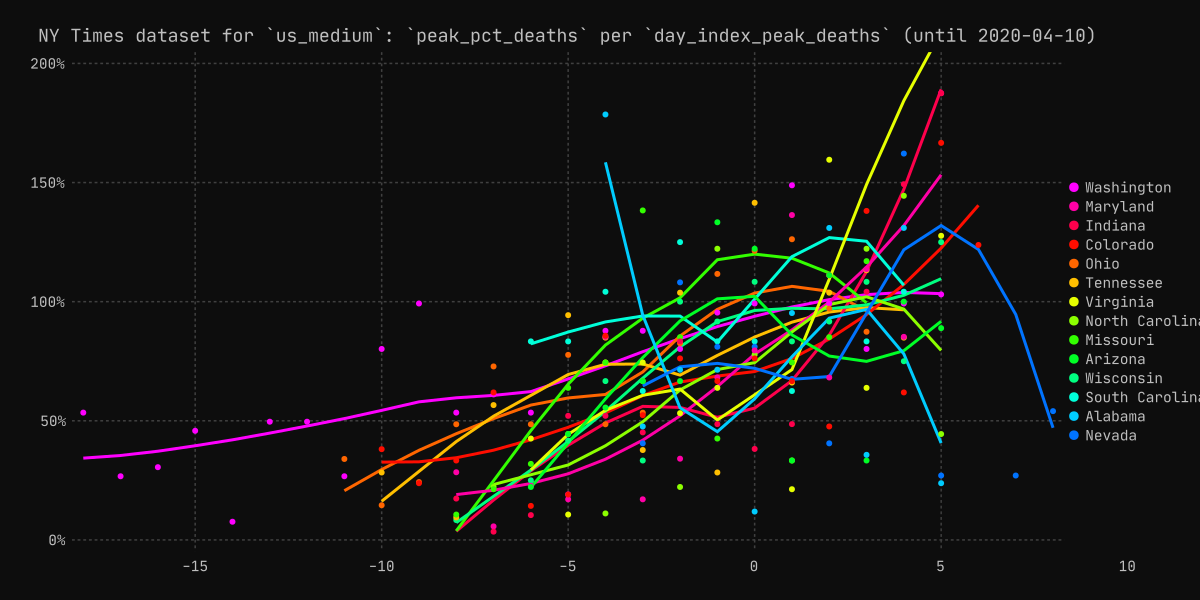 NY Times dataset for `us_medium`: `peak_pct_deaths` per `day_index_peak_deaths` (until 2020-04-10)
200%
150%
100%
50%
0%
-15
-10
-5
0
5
10
Washington
Maryland
Indiana
Colorado
Ohio
Tennessee
Virginia
North Carolina
Missouri
Arizona
Wisconsin
South Carolina
Alabama
Nevada